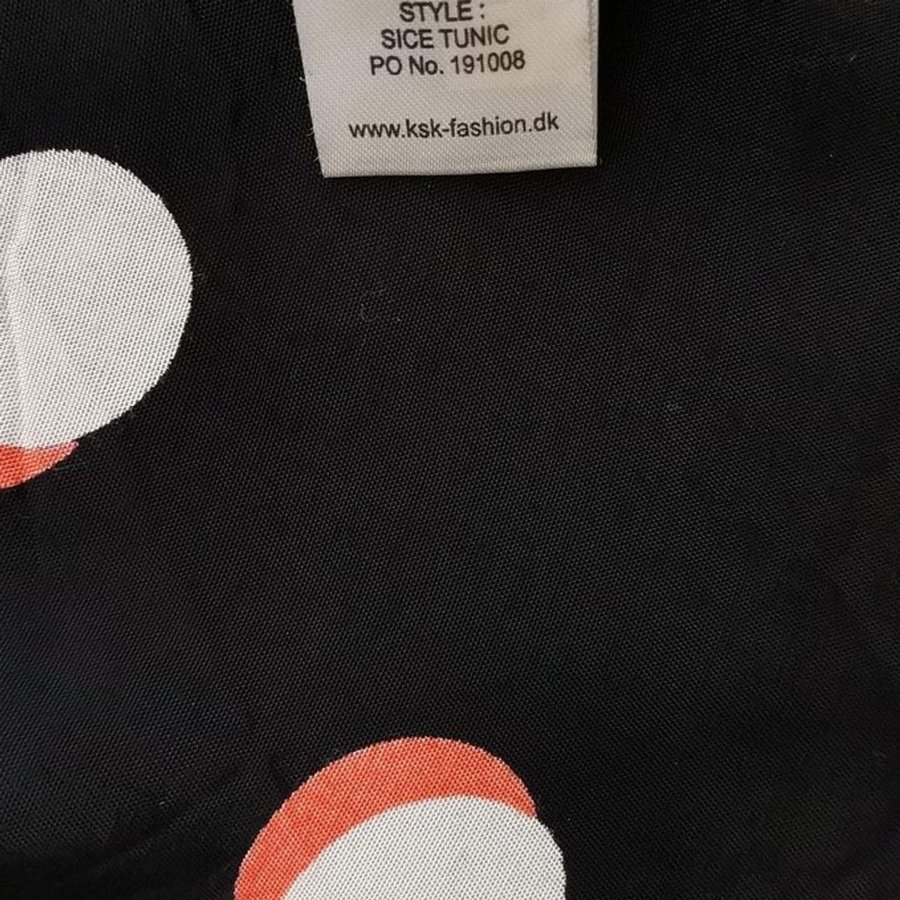 STYLE :
SICE TUNIC
PO No. 191008
www.ksk-fashion.dk